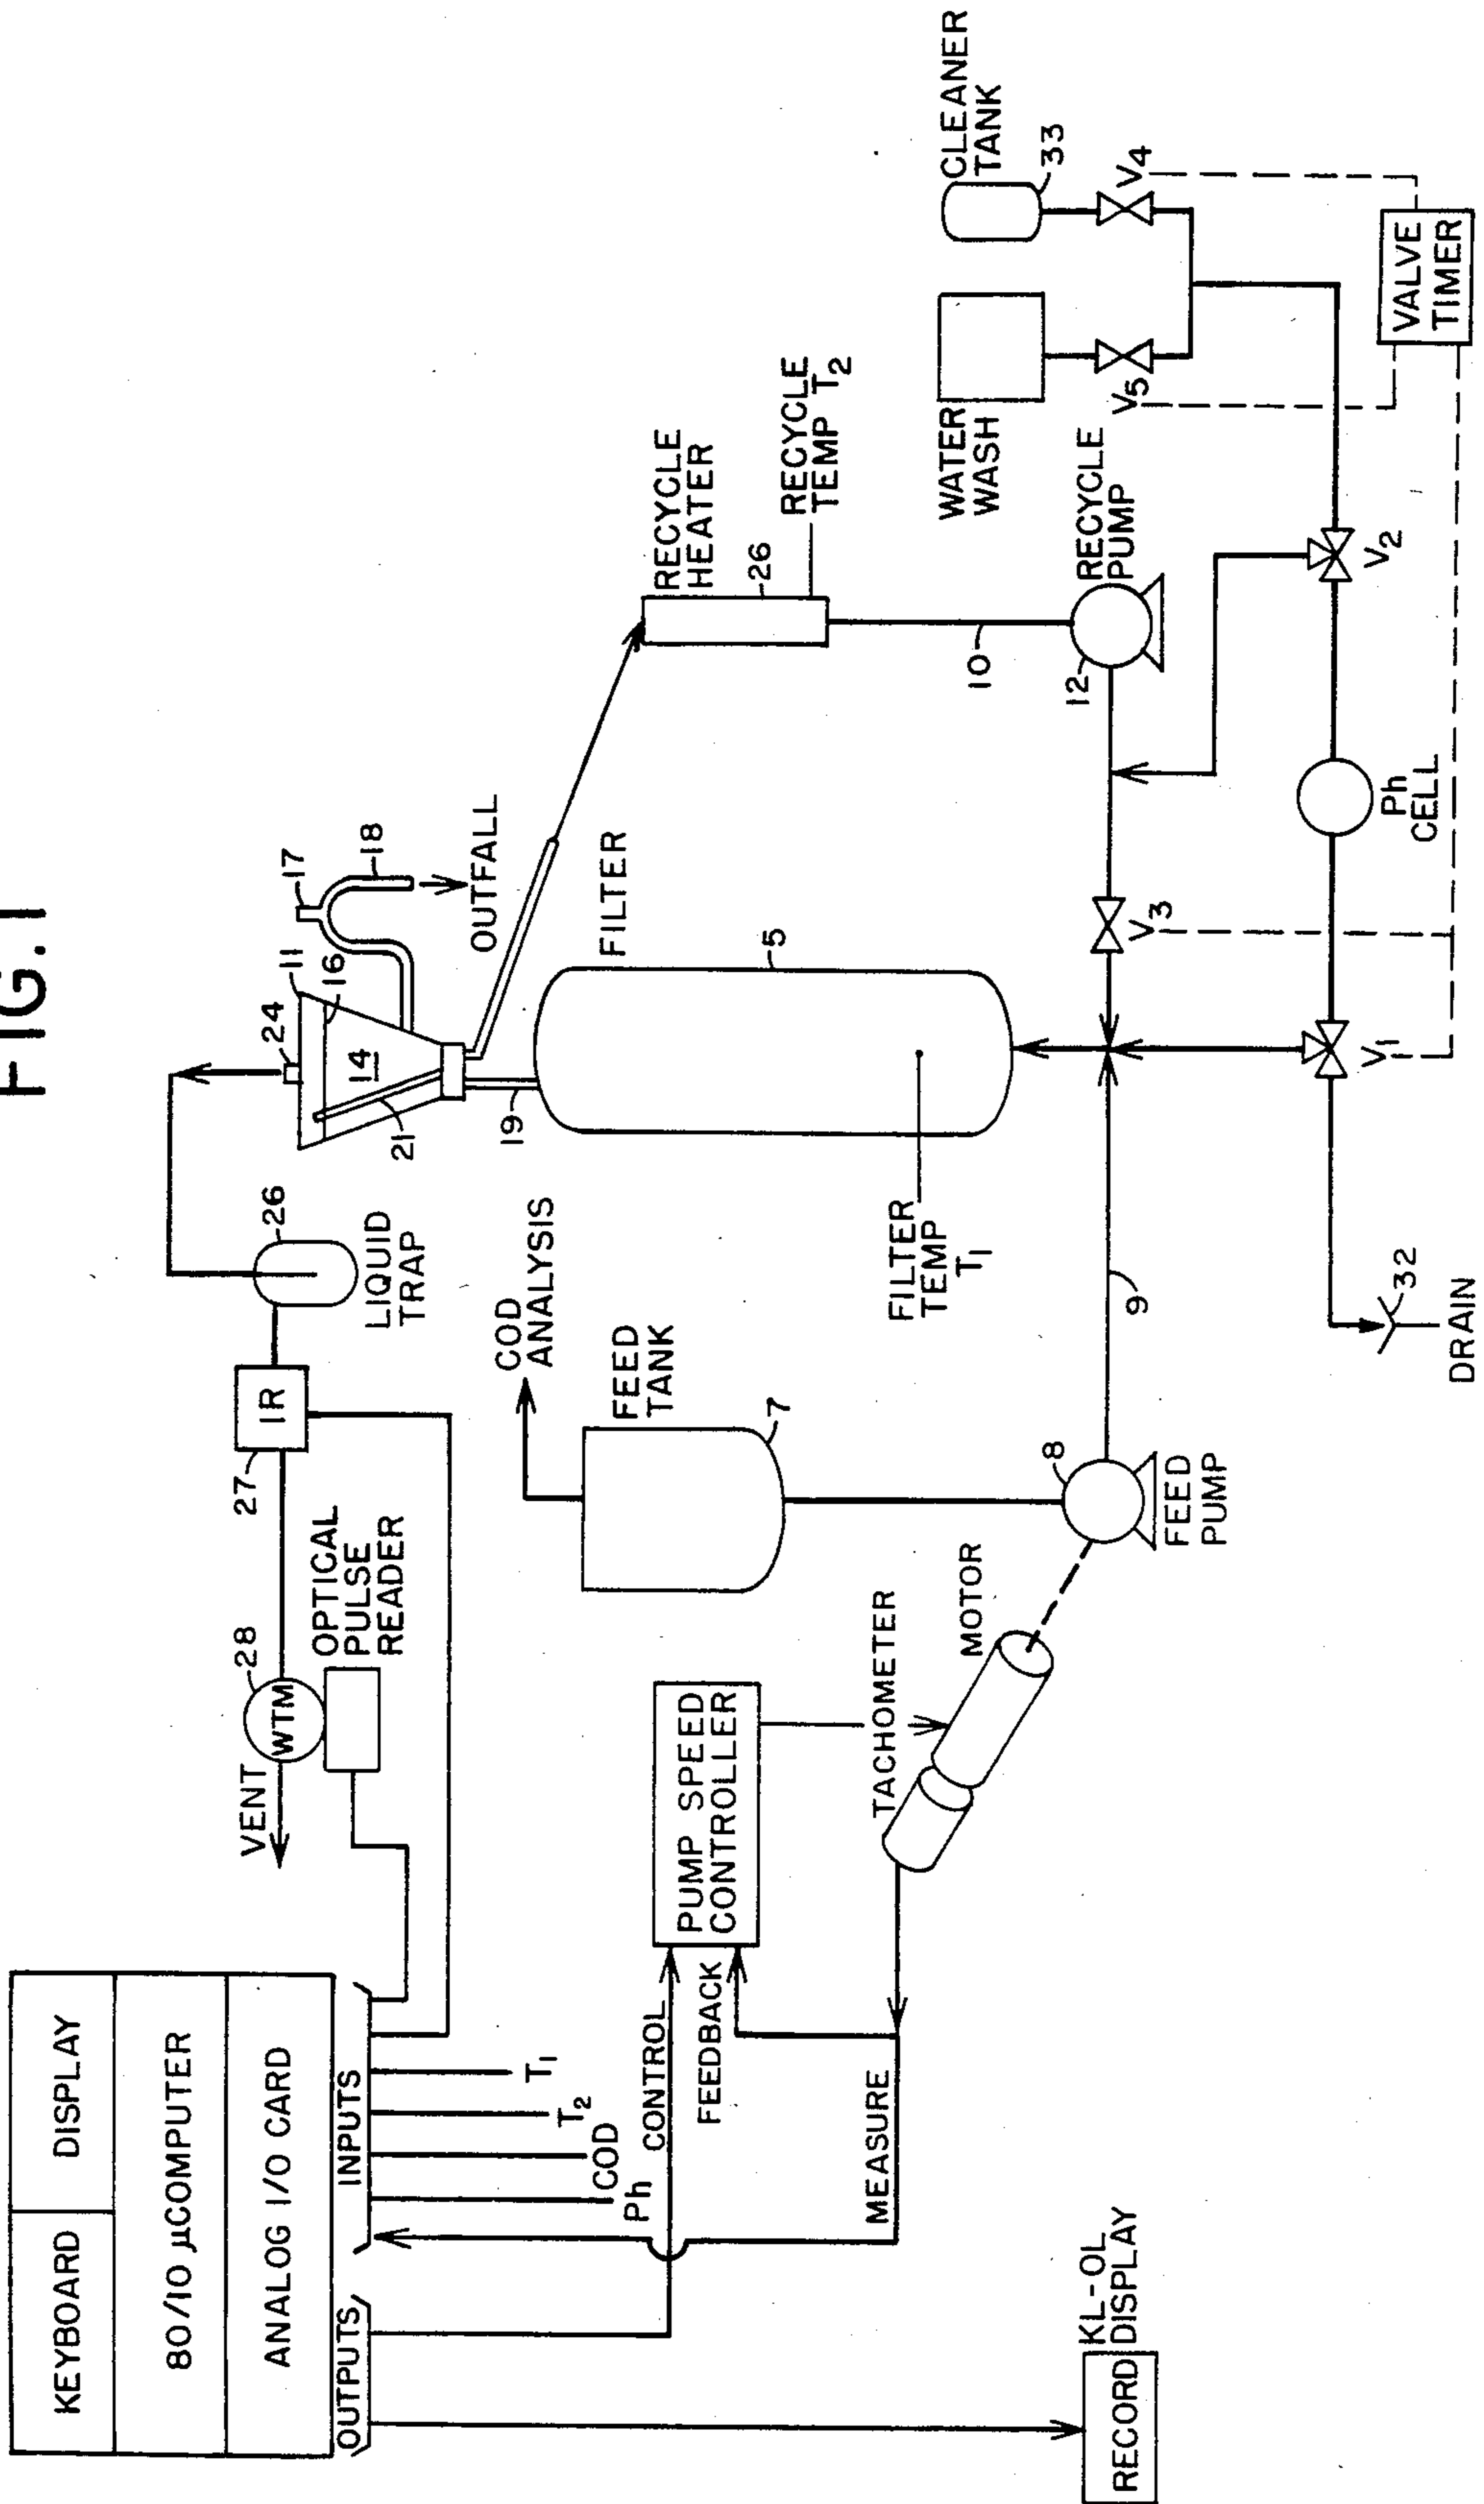 FIG. 1
KEYBOARD
DISPLAY
80/10 μCOMPUTER
ANALOG I/O CARD
OUTPUTS
INPUTS
T1
T2
COD
Ph
CONTROL
FEEDBACK
MEASURE
RECORD
KL-OL
DISPLAY
VENT
WTM
28
OPTICAL
PULSE
READER
27
IR
26
LIQUID
TRAP
PUMP SPEED
CONTROLLER
TACHOMETER
MOTOR
COD
ANALYSIS
FEED
TANK
7
8
FEED
PUMP
9
24
11
16
14
21
17
18
OUTFALL
19
FILTER
5
FILTER
TEMP
T1
RECYCLE
HEATER
26
RECYCLE
TEMP T2
10
12
RECYCLE
PUMP
WATER
WASH
CLEANER
TANK
33
V5
V4
V3
V2
V1
Ph
CELL
VALVE
TIMER
32
DRAIN